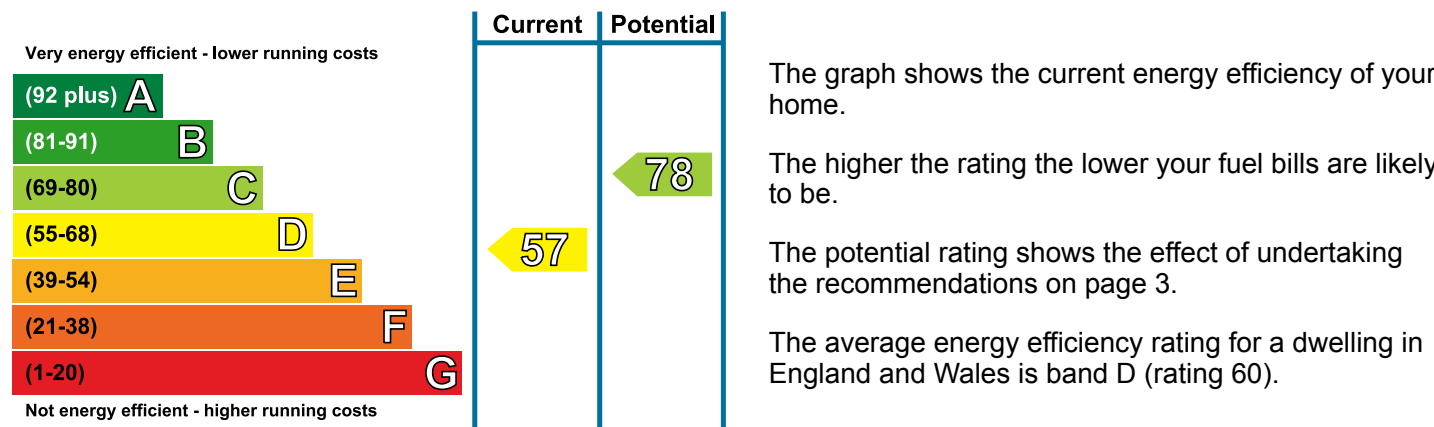 Current Potential
Very energy efficient - lower running costs
(92 plus) A
(81-91) B
(69-80) C
78
(55-68) D
57
(39-54) E
(21-38) F
(1-20) G
Not energy efficient - higher running costs
The graph shows the current energy efficiency of your
home.
The higher the rating the lower your fuel bills are likely
to be.
The potential rating shows the effect of undertaking
the recommendations on page 3.
The average energy efficiency rating for a dwelling in
England and Wales is band D (rating 60).